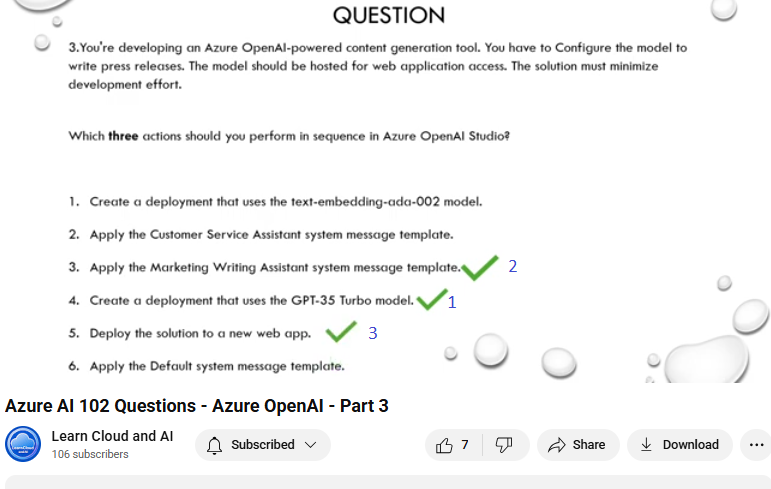 QUESTION
3.You're developing an Azure OpenAI-powered content generation tool. You have to Configure the model to
write press releases. The model should be hosted for web application access. The solution must minimize
development effort.
Which three actions should you perform in sequence in Azure OpenAI Studio?
1. Create a deployment that uses the text-embedding-ada-002 model.
2. Apply the Customer Service Assistant system message template.
3. Apply the Marketing Writing Assistant system message template. 2
4. Create a deployment that uses the GPT-35 Turbo model. 1
5. Deploy the solution to a new web app. 3
6. Apply the Default system message template.
Azure AI 102 Questions - Azure OpenAI - Part 3
Learn Cloud and AI
106 subscribers
Subscribed
7
Share
Download